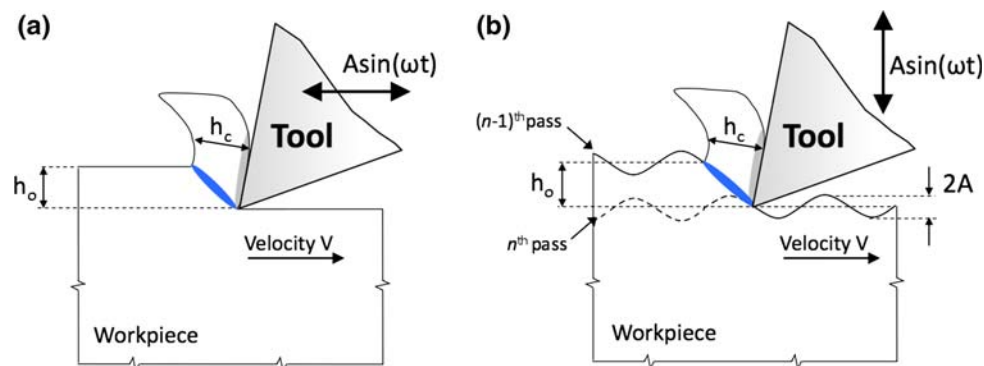 (a)
Asin(ωt)
h_c
Tool
h_o
Velocity V
Workpiece
(b)
Asin(ωt)
(n-1)^th pass
h_c
Tool
h_o
2A
n^th pass
Velocity V
Workpiece